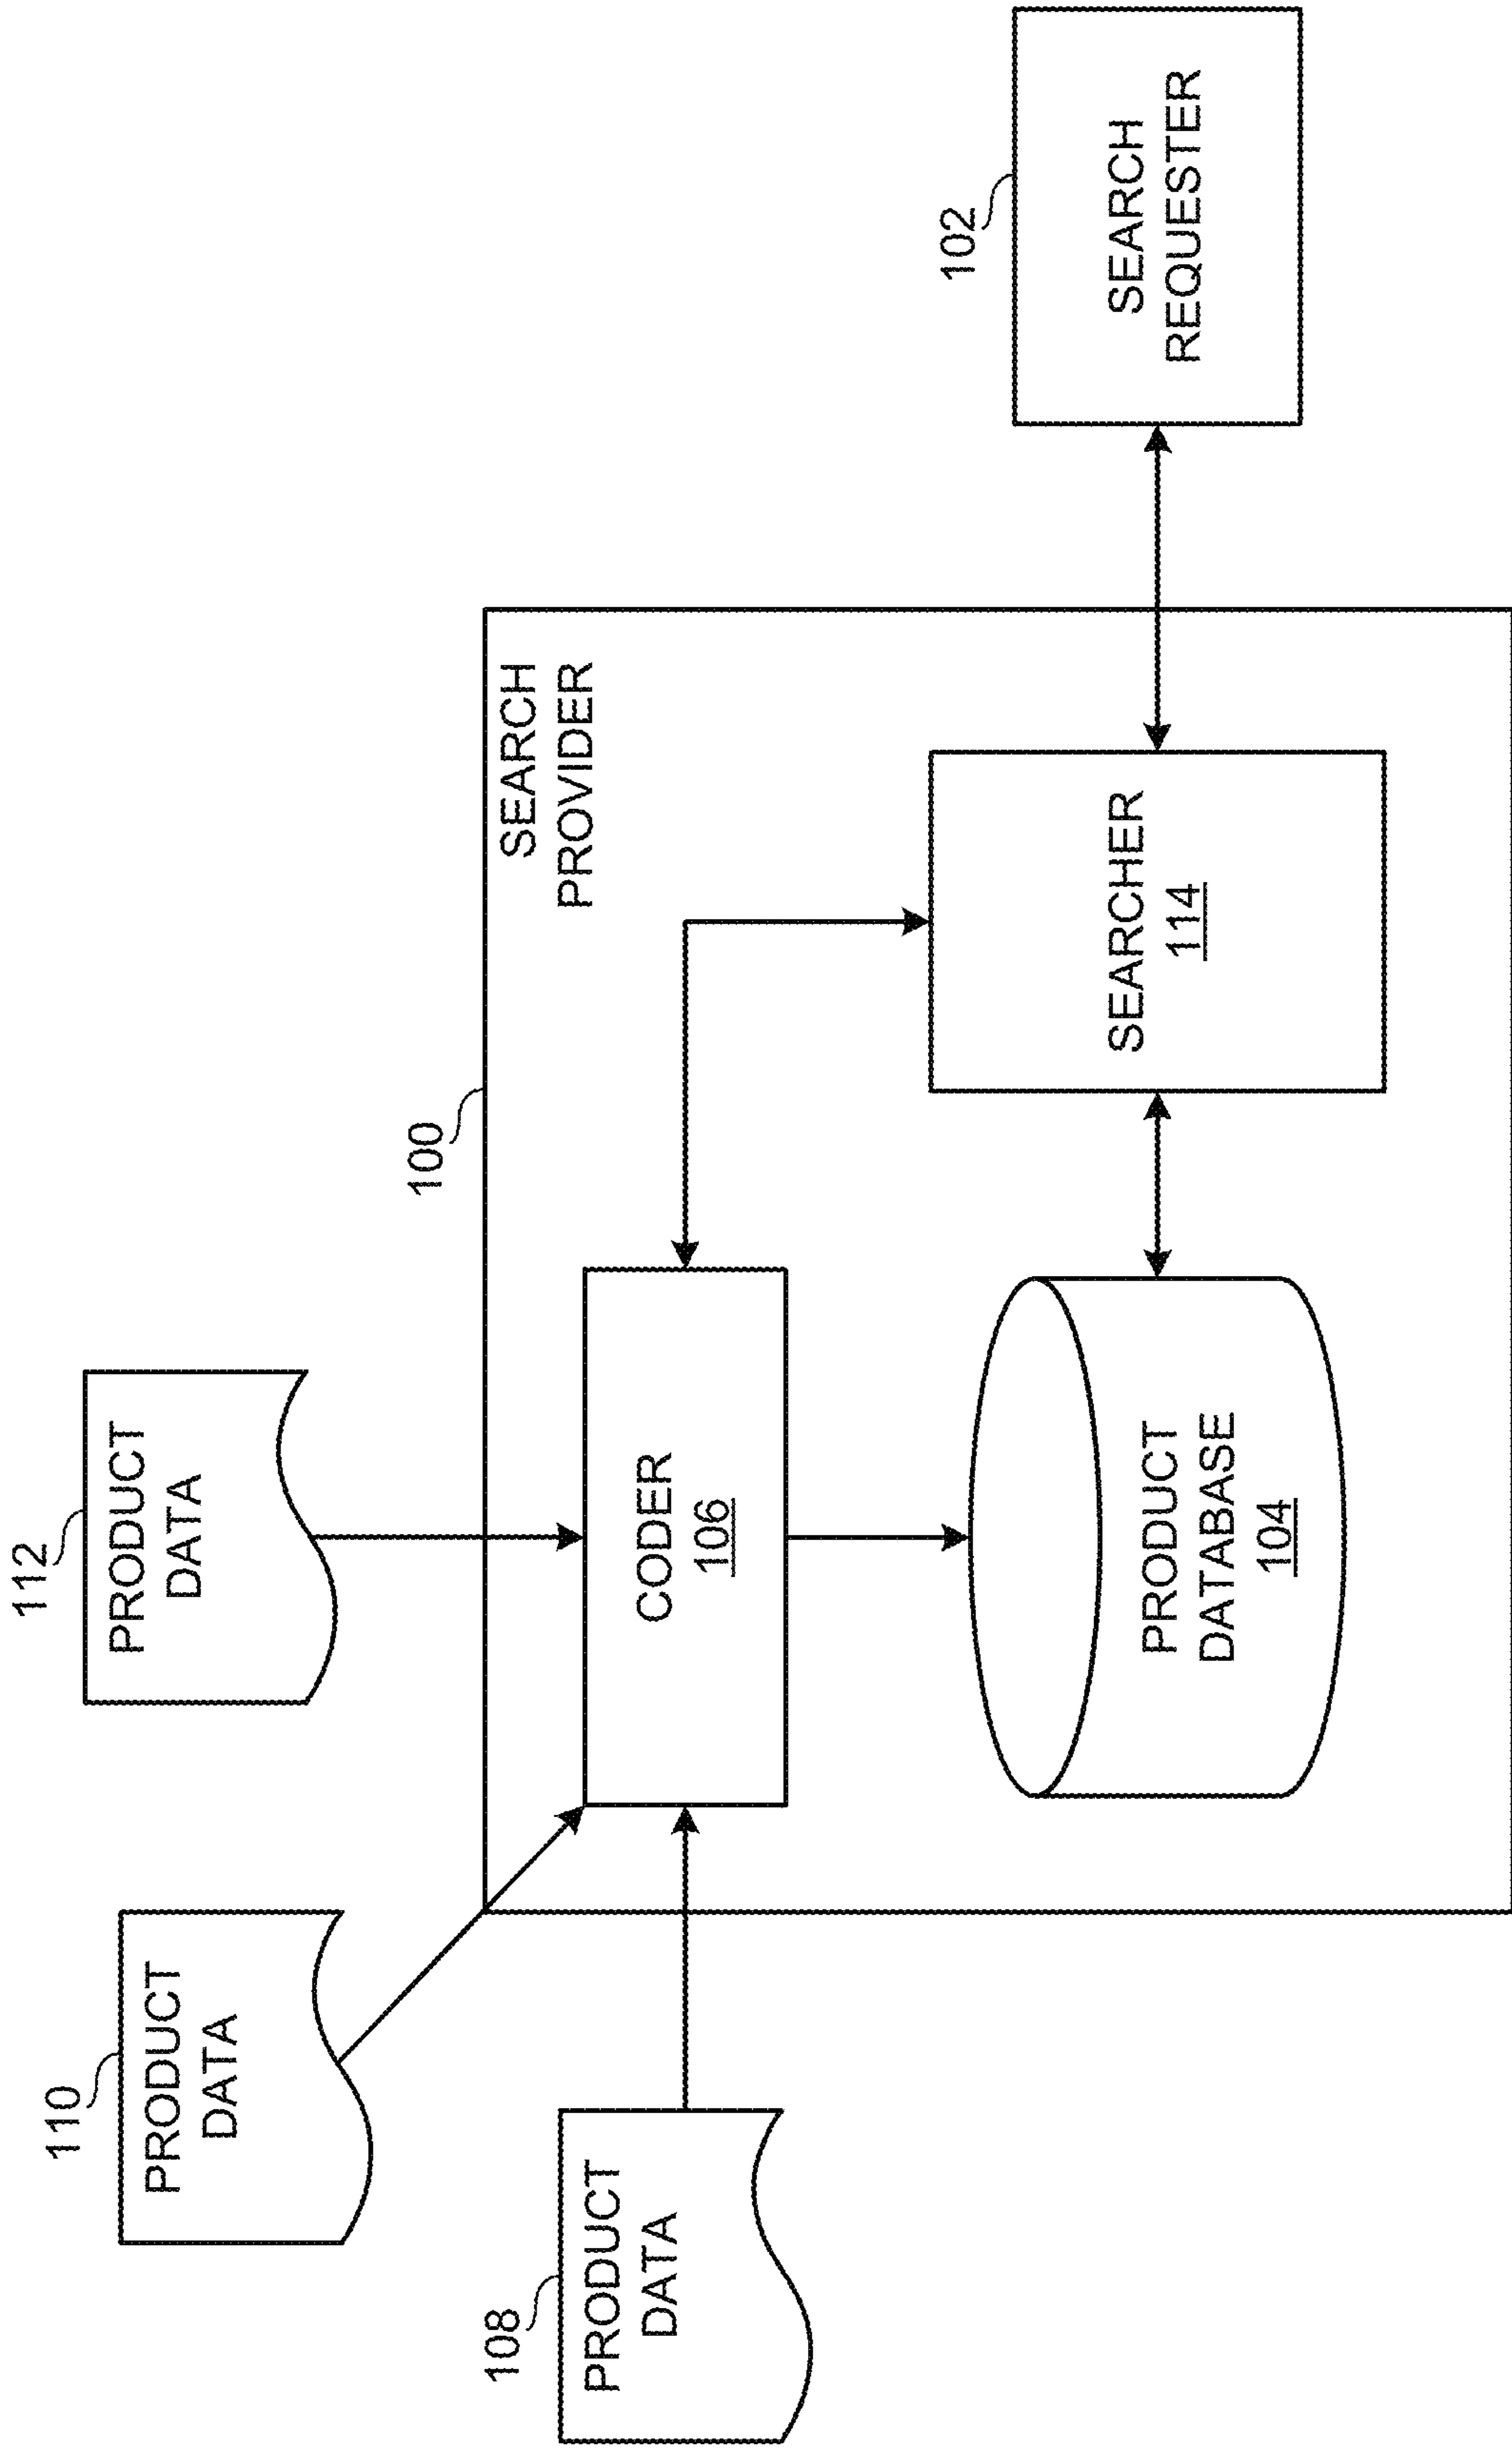 112
PRODUCT
DATA
110
PRODUCT
DATA
108
PRODUCT
DATA
100
SEARCH
PROVIDER
CODER
106
PRODUCT
DATABASE
104
SEARCHER
114
102
SEARCH
REQUESTER